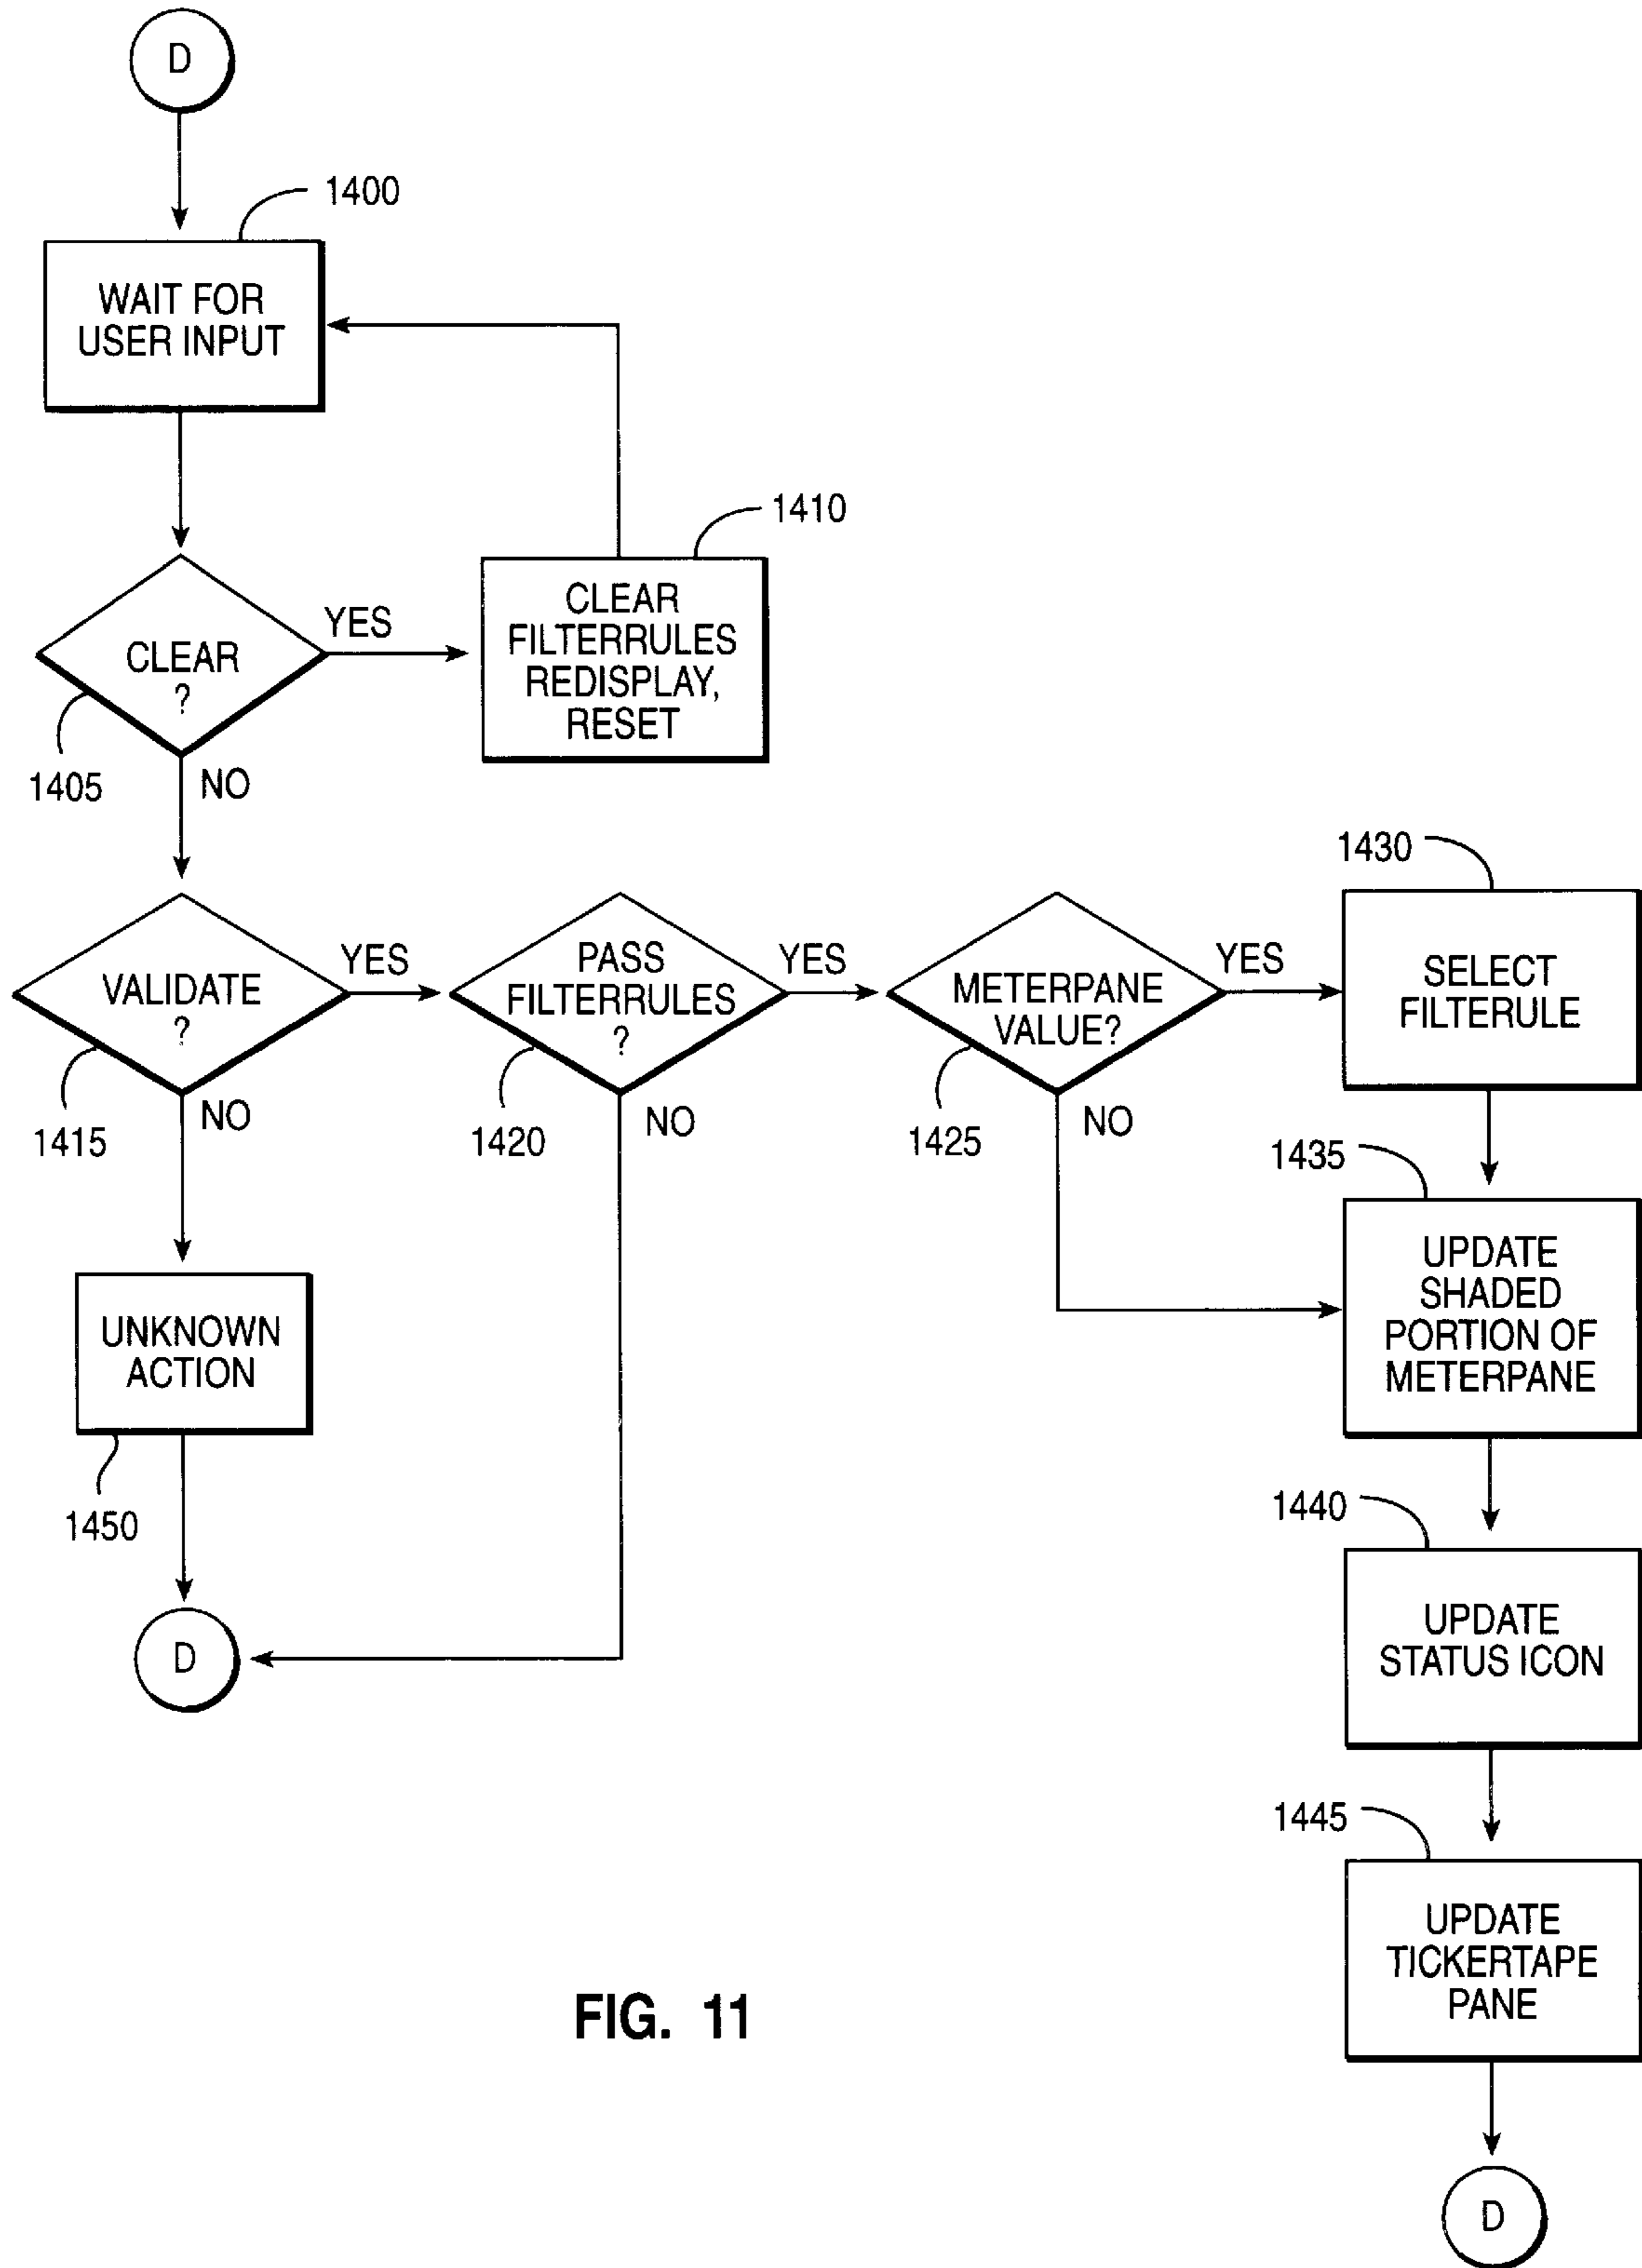 D
1400
WAIT FOR
USER INPUT
1410
CLEAR
?
YES
1405
NO
CLEAR
FILTERRULES
REDISPLAY,
RESET
VALIDATE
?
YES
1415
NO
PASS
FILTERRULES
?
YES
1420
NO
METERPANE
VALUE?
YES
1425
NO
1430
SELECT
FILTERULE
1435
UPDATE
SHADED
PORTION OF
METERPANE
UNKNOWN
ACTION
1450
D
1440
UPDATE
STATUS ICON
1445
UPDATE
TICKERTAPE
PANE
D
FIG. 11